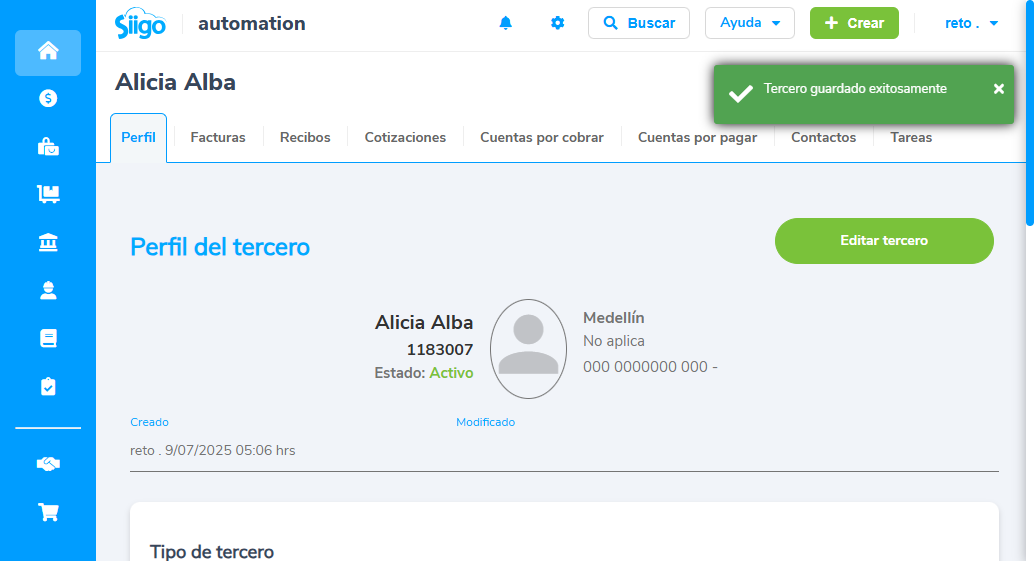 Siigo automation Buscar Ayuda Crear reto .
Alicia Alba
Tercero guardado exitosamente
Perfil Facturas Recibos Cotizaciones Cuentas por cobrar Cuentas por pagar Contactos Tareas
Perfil del tercero
Editar tercero
Alicia Alba
1183007
Estado: Activo
Medellín
No aplica
000 0000000 000 -
Creado Modificado
reto . 9/07/2025 05:06 hrs
Tipo de tercero